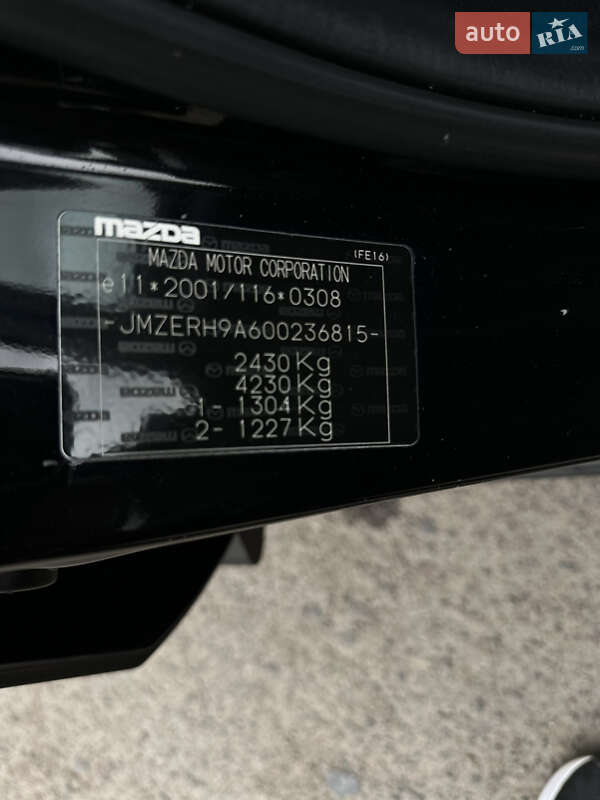 auto RIA
.com
mazda
(FE16)
MAZDA MOTOR CORPORATION
e11*2001/116*0308
-JMZERH9A600236815-
2430 Kg
4230 Kg
1- 1304 Kg
2- 1227 Kg